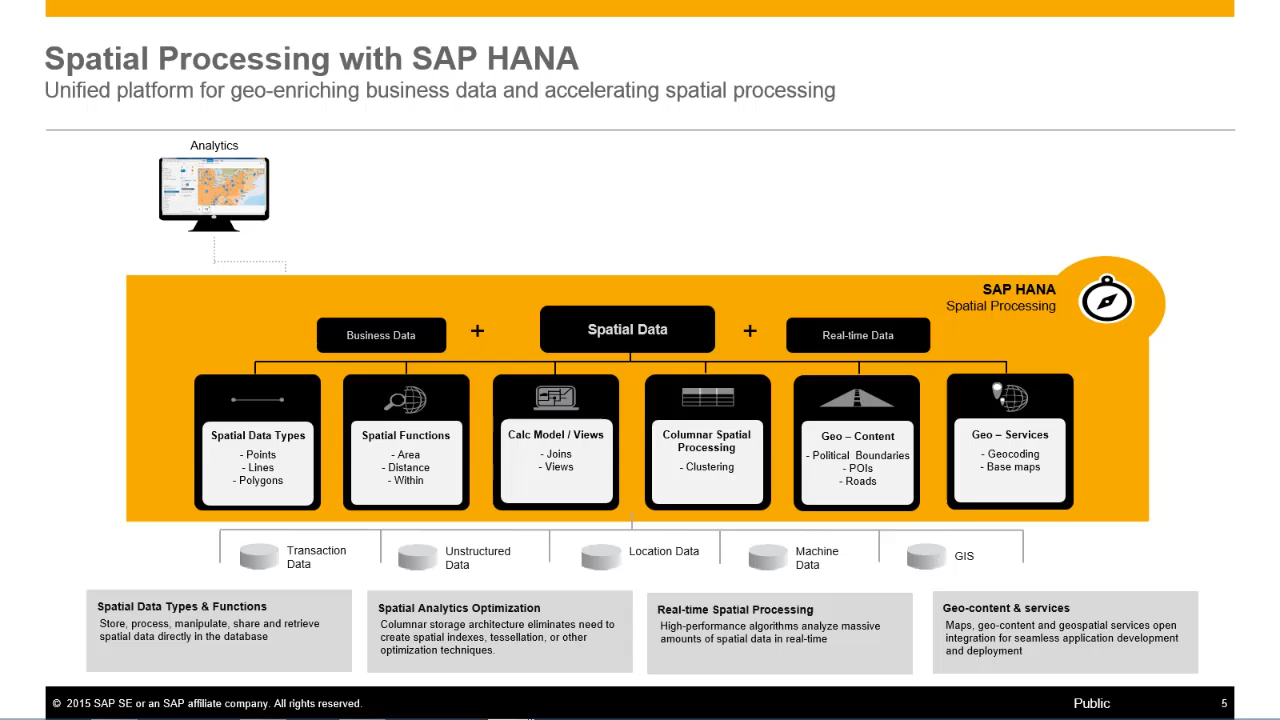 Spatial Processing with SAP HANA
Unified platform for geo-enriching business data and accelerating spatial processing
Analytics
SAP HANA
Spatial Processing
Business Data
+
Spatial Data
+
Real-time Data
Spatial Data Types
- Points
- Lines
- Polygons
Spatial Functions
- Area
- Distance
- Within
Calc Model / Views
- Joins
- Views
Columnar Spatial
Processing
- Clustering
Geo – Content
- Political Boundaries
- POIs
- Roads
Geo – Services
- Geocoding
- Base maps
Transaction
Data
Unstructured
Data
Location Data
Machine
Data
GIS
Spatial Data Types & Functions
Store, process, manipulate, share and retrieve
spatial data directly in the database
Spatial Analytics Optimization
Columnar storage architecture eliminates need to
create spatial indexes, tessellation, or other
optimization techniques.
Real-time Spatial Processing
High-performance algorithms analyze massive
amounts of spatial data in real-time
Geo-content & services
Maps, geo-content and geospatial services open
integration for seamless application development
and deployment
© 2015 SAP SE or an SAP affiliate company. All rights reserved.
Public
5